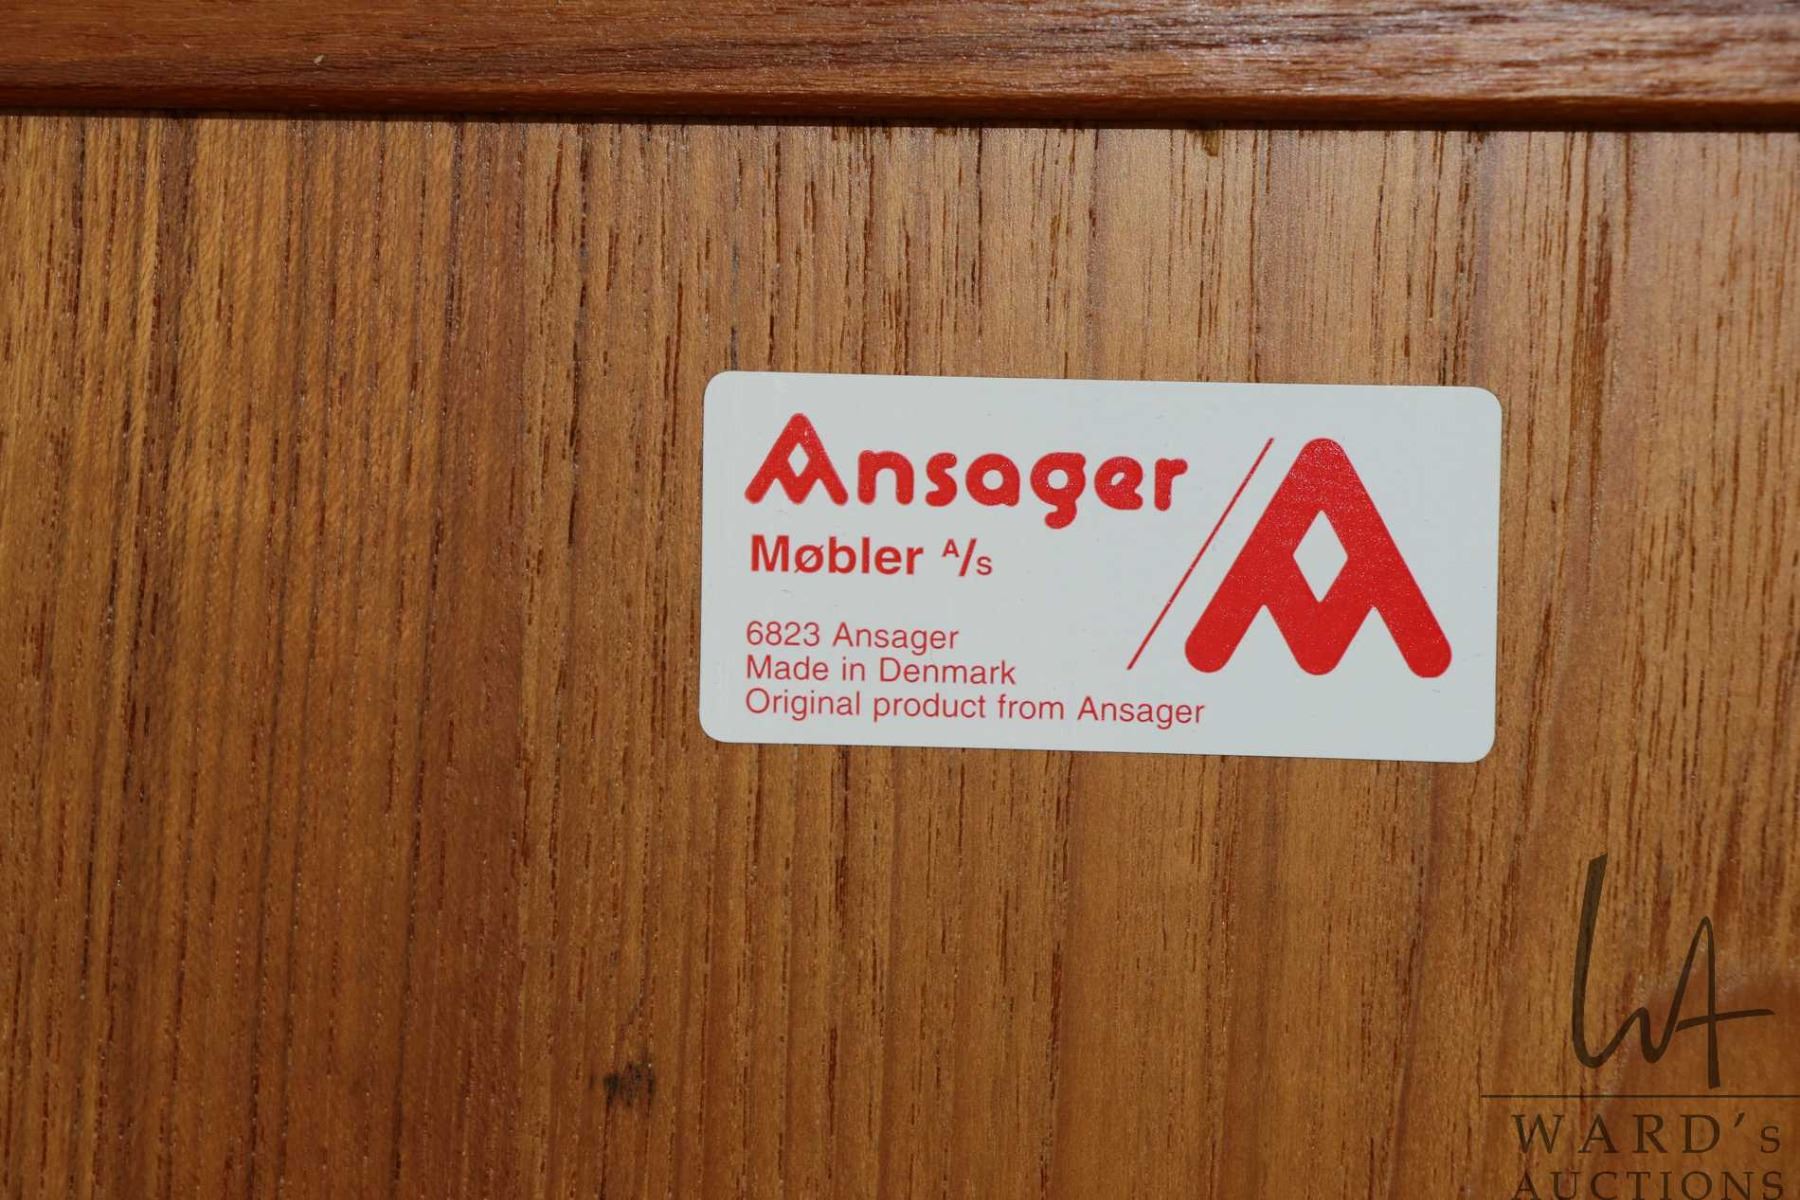 Ansager
Møbler A/s
6823 Ansager
Made in Denmark
Original product from Ansager
WARD's
AUCTIONS